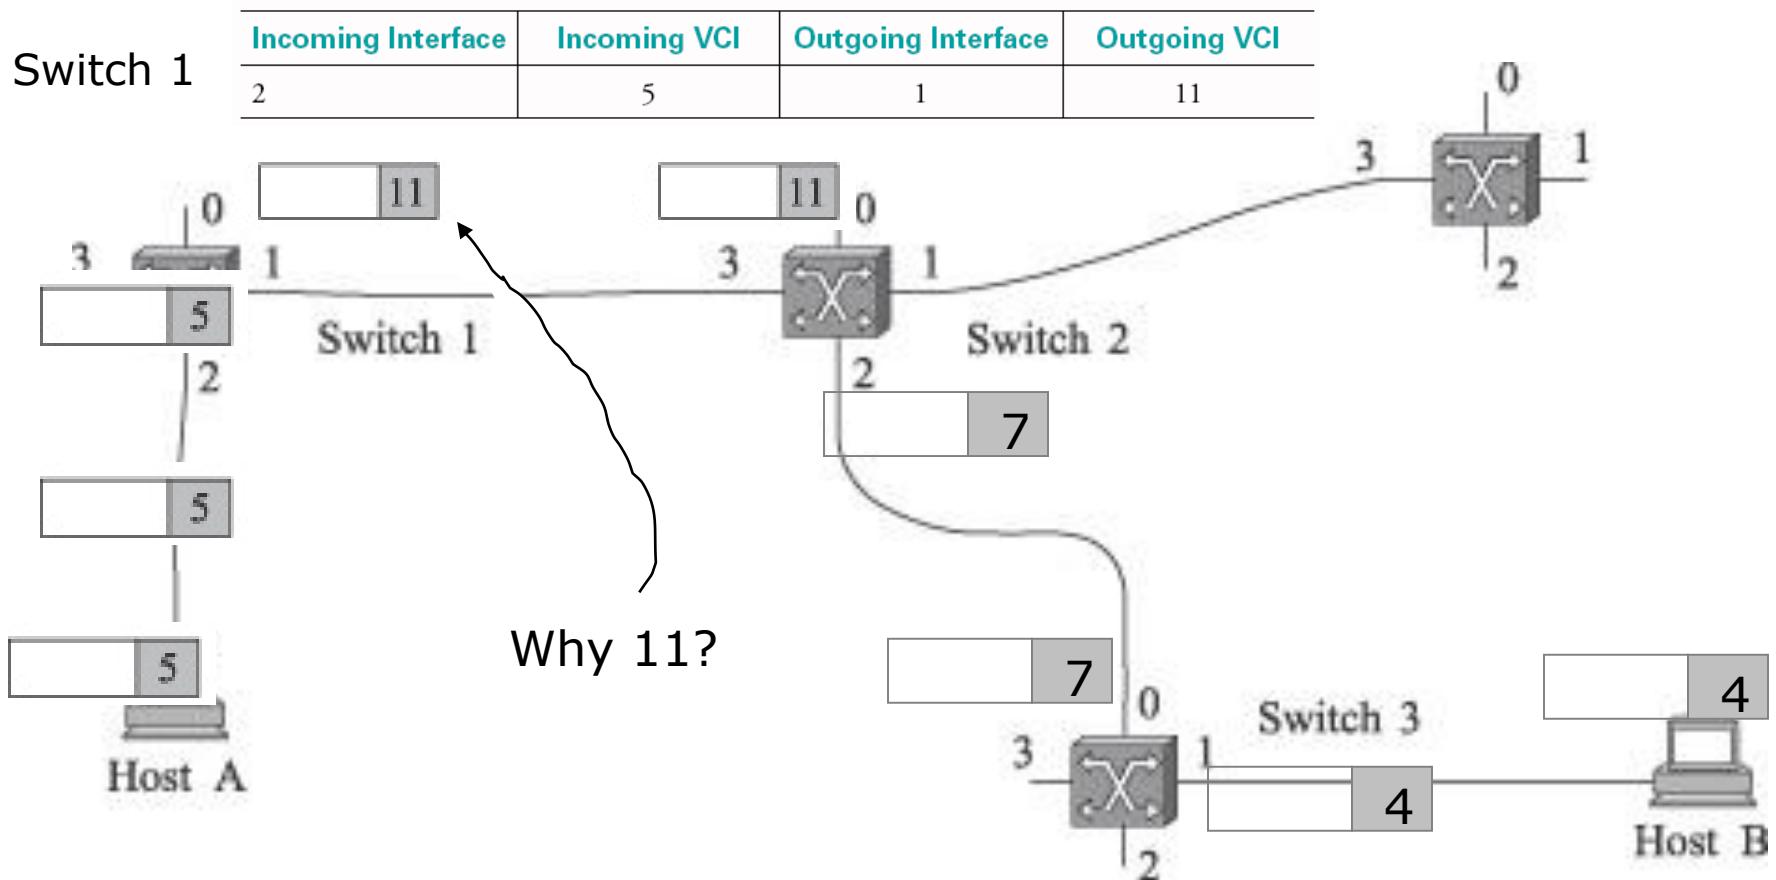 Incoming Interface Incoming VCI Outgoing Interface Outgoing VCI
Switch 1
2 5 1 11
0
3 1
11 11
0 0
3 1 3 1
2
5
Switch 1 Switch 2
2 2
7
5
Why 11?
5
7
4
0
Switch 3
3 1
Host A
4
Host B
2